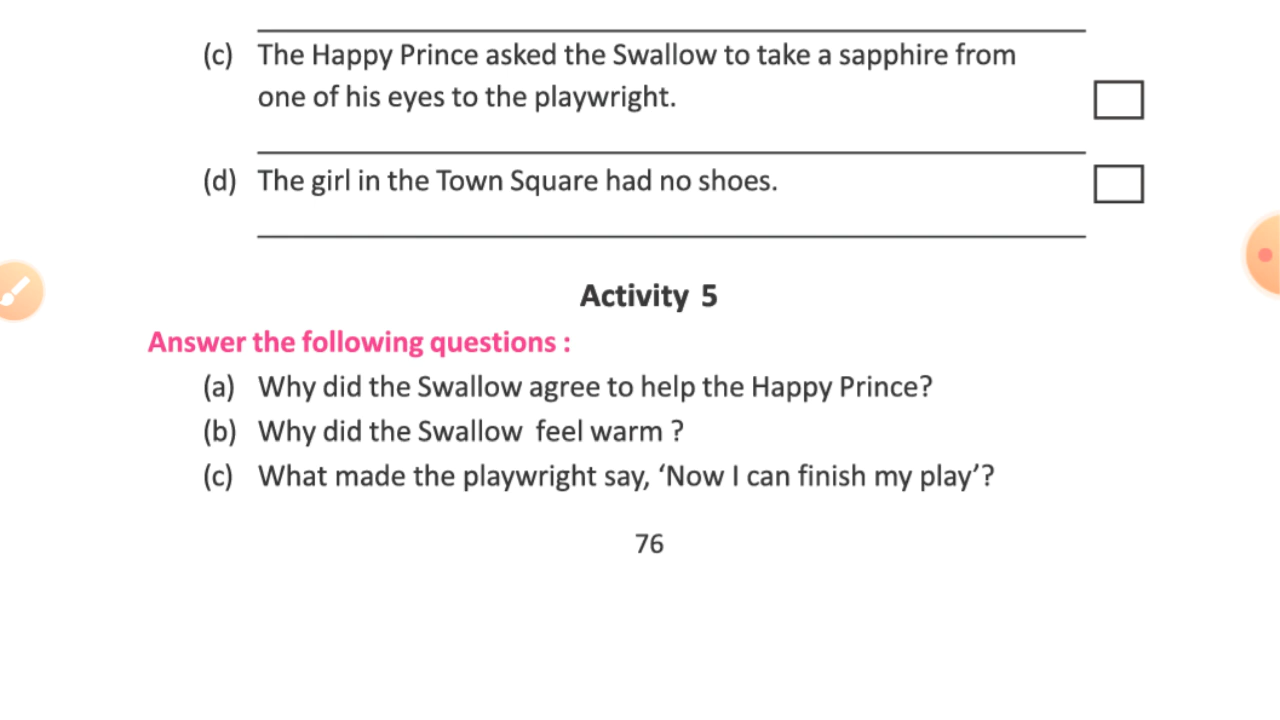 (c) The Happy Prince asked the Swallow to take a sapphire from
one of his eyes to the playwright.
(d) The girl in the Town Square had no shoes.
Activity 5
Answer the following questions :
(a) Why did the Swallow agree to help the Happy Prince?
(b) Why did the Swallow feel warm ?
(c) What made the playwright say, ‘Now I can finish my play’?
76